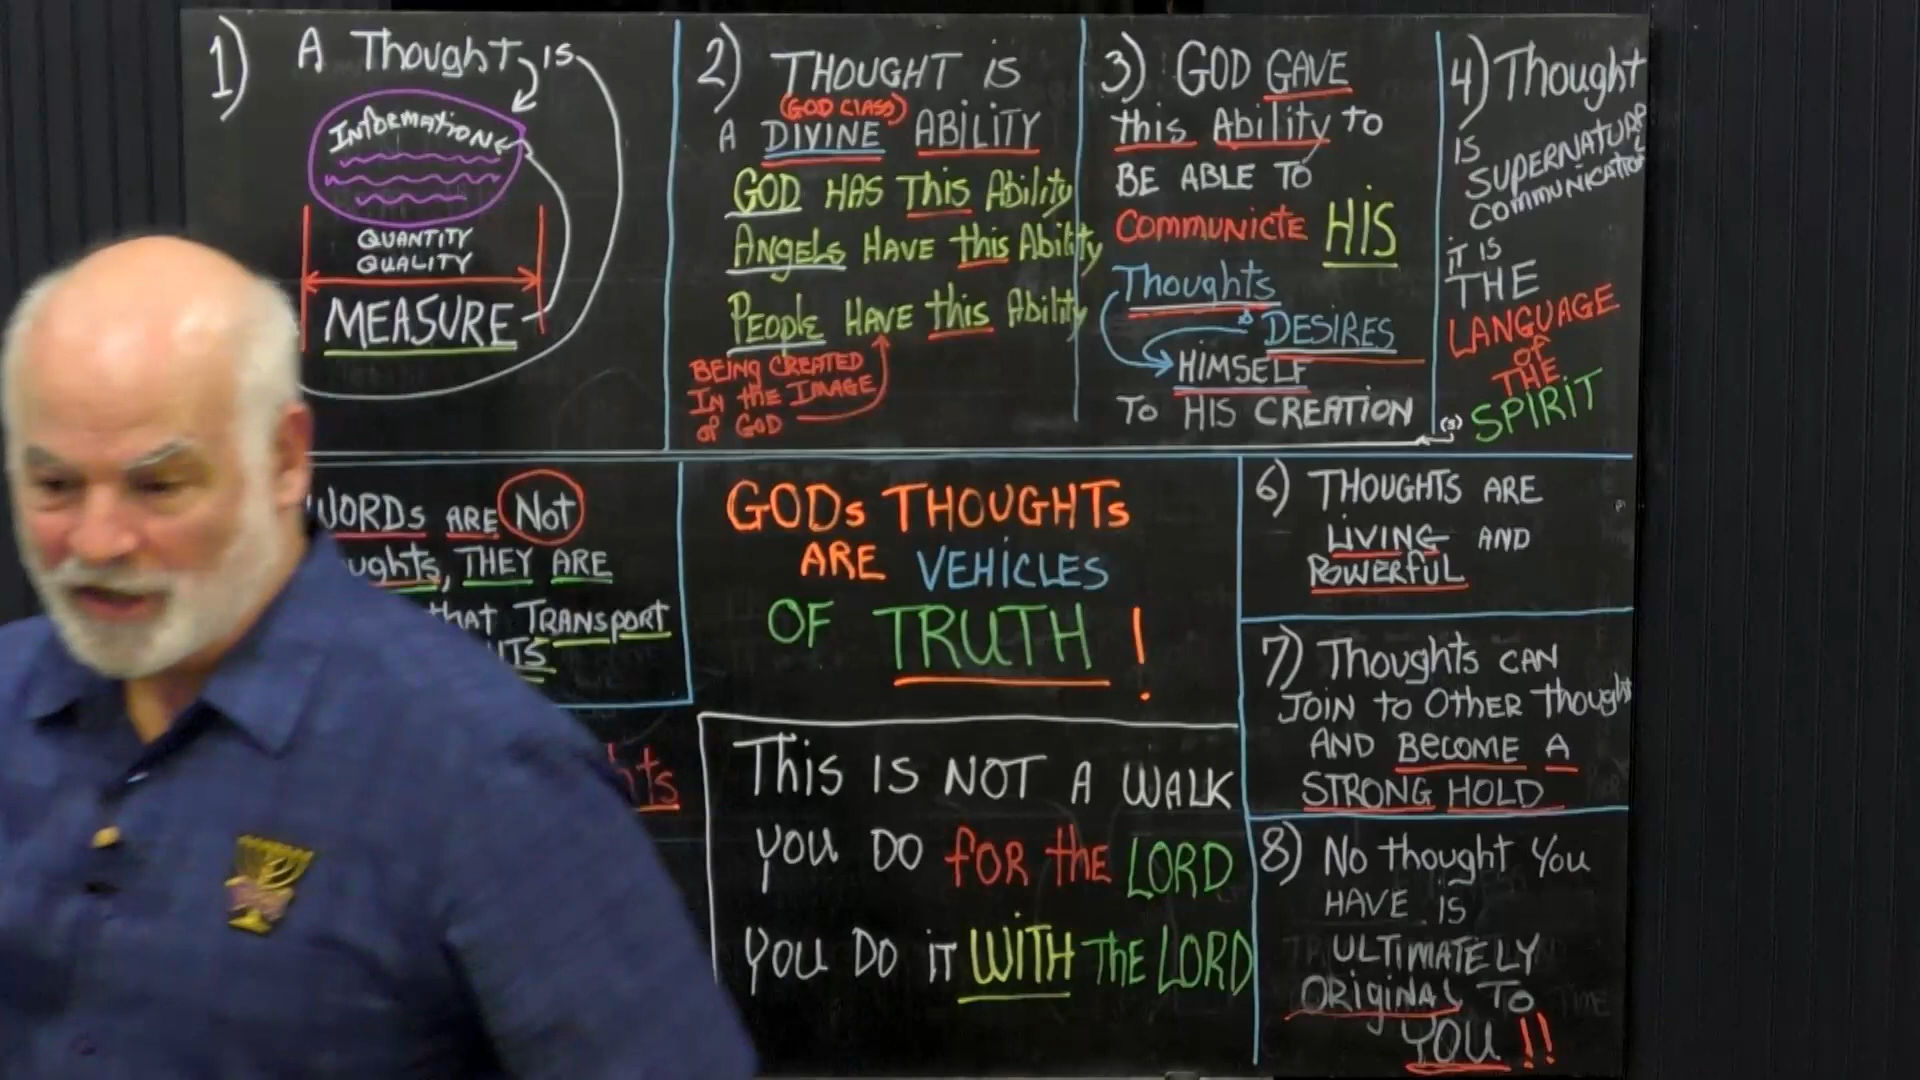 1) A Thought is
INFORMATION
QUANTITY
QUALITY
MEASURE
2) THOUGHT IS
(GOD CLASS)
A DIVINE ABILITY
GOD HAS This Ability
ANgELS HAVE this Ability
PEOple HAVE this Ability
BEING CREATED
IN the IMAGE
of GOD
3) GOD GAVE
this Ability TO
BE ABLE TO
COMMUNICTE HIS
Thoughts
DESIRES
HIMSELF
TO HIS CREATION
4) Thought
IS
SUPERNATURAL
COMMUNICATION
iT IS
THE
LANGUAGE
OF
THE
SPIRIT
(3)
WORDS ARE NOT
ughts, THEY ARE
that TRANSPORT
TS
hts
GODs THOUGHTs
ARE VEHiCLES
OF TRUTH !
This IS NOT A WALK
you DO FOR thE LORD
you DO iT WITH ThE LORD
6) THOUGHTS ARE
LIVING AND
POWERFUL
7) Thoughts CAN
JOIN to OTHER Though
AND BECOME A
STRONG HOLD
8) No thought You
HAVE IS
ULTIMATELY
ORIGINAL TO
YOU !!